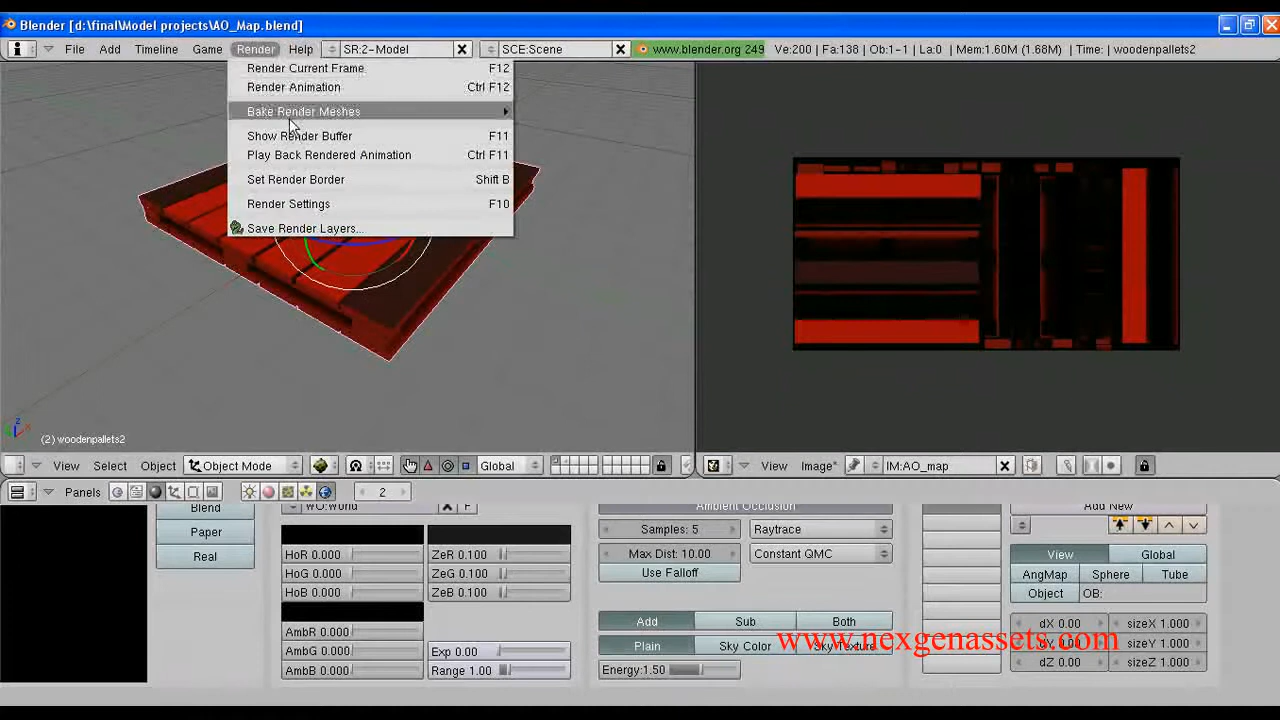 Blender [d:\final\Model projects\AO_Map.blend]
File Add Timeline Game Render Help SR:2-Model SCE:Scene www.blender.org 249 Ve:200 | Fa:138 | Ob:1-1 | La:0 | Mem:1.60M (1.68M) | Time: | woodenpallets2
Render Current Frame F12
Render Animation Ctrl F12
Bake Render Meshes
Show Render Buffer F11
Play Back Rendered Animation Ctrl F11
Set Render Border Shift B
Render Settings F10
Save Render Layers...
(2) woodenpallets2
View Select Object Object Mode Global View Image* IM:AO_map
Panels 2
Blend WO:World F Ambient Occlusion Add New
Paper Samples: 5 Raytrace
Real HoR 0.000 ZeR 0.100 Max Dist: 10.00 Constant QMC View Global
HoG 0.000 ZeG 0.100 Use Falloff AngMap Sphere Tube
HoB 0.000 ZeB 0.100 Object OB:
AmbR 0.000 Add Sub Both dX 0.00 sizeX 1.000
AmbG 0.000 Exp 0.00 Plain Sky Color Sky Texture dY 0.00 sizeY 1.000
AmbB 0.000 Range 1.00 Energy:1.50 dZ 0.00 sizeZ 1.000
www.nexgenassets.com